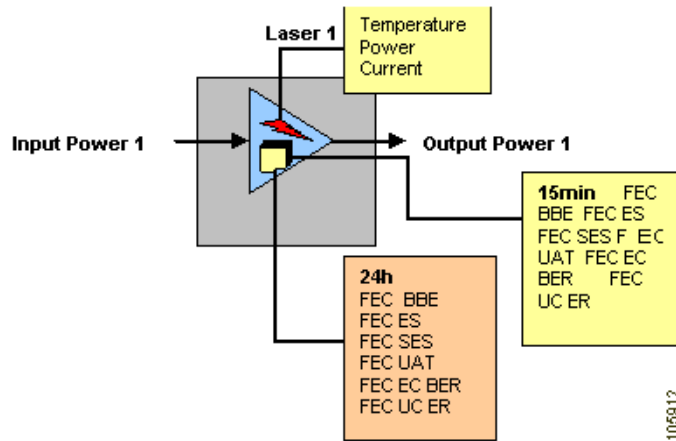 Laser 1
Temperature
Power
Current
Input Power 1
Output Power 1
15min FEC
BBE FEC ES
FEC SES F EC
UAT FEC EC
BER FEC
UC ER
24h
FEC BBE
FEC ES
FEC SES
FEC UAT
FEC EC BER
FEC UC ER
105912